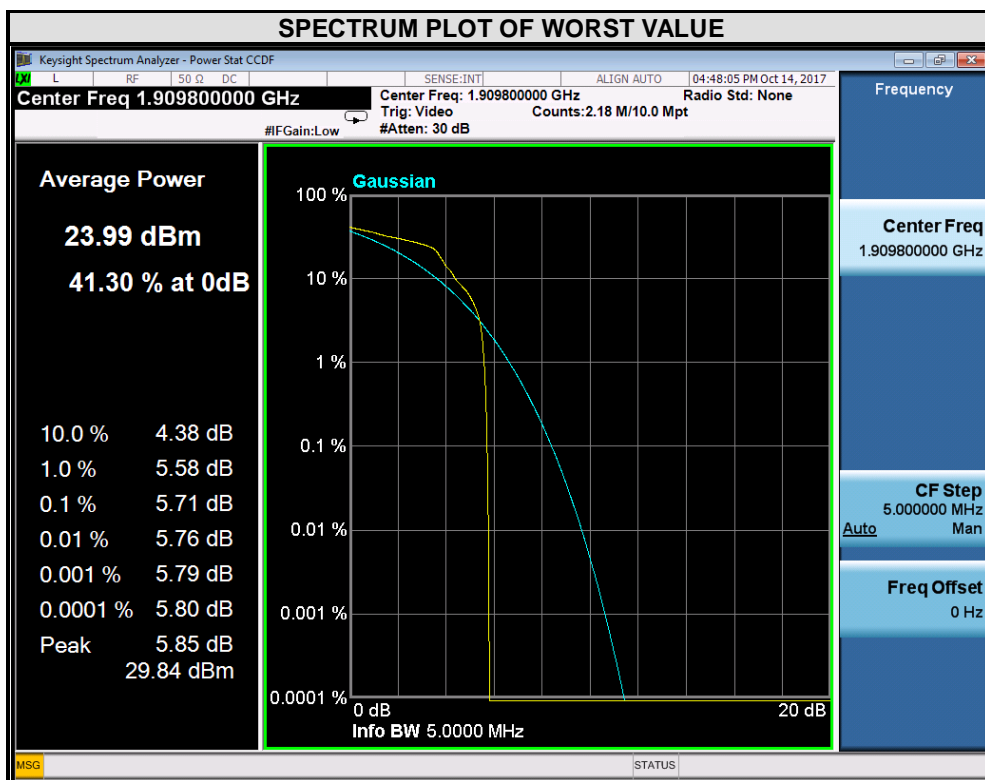 SPECTRUM PLOT OF WORST VALUE
Keysight Spectrum Analyzer - Power Stat CCDF
LXI L RF 50 Ω DC SENSE:INT ALIGN AUTO 04:48:05 PM Oct 14, 2017
Center Freq 1.909800000 GHz
Center Freq: 1.909800000 GHz Radio Std: None
Trig: Video Counts:2.18 M/10.0 Mpt
#IFGain:Low #Atten: 30 dB
Frequency
Average Power
23.99 dBm
41.30 % at 0dB
10.0 % 4.38 dB
1.0 % 5.58 dB
0.1 % 5.71 dB
0.01 % 5.76 dB
0.001 % 5.79 dB
0.0001 % 5.80 dB
Peak 5.85 dB
29.84 dBm
Gaussian
100 %
10 %
1 %
0.1 %
0.01 %
0.001 %
0.0001 %
0 dB 20 dB
Info BW 5.0000 MHz
Center Freq
1.909800000 GHz
CF Step
5.000000 MHz
Auto Man
Freq Offset
0 Hz
MSG STATUS